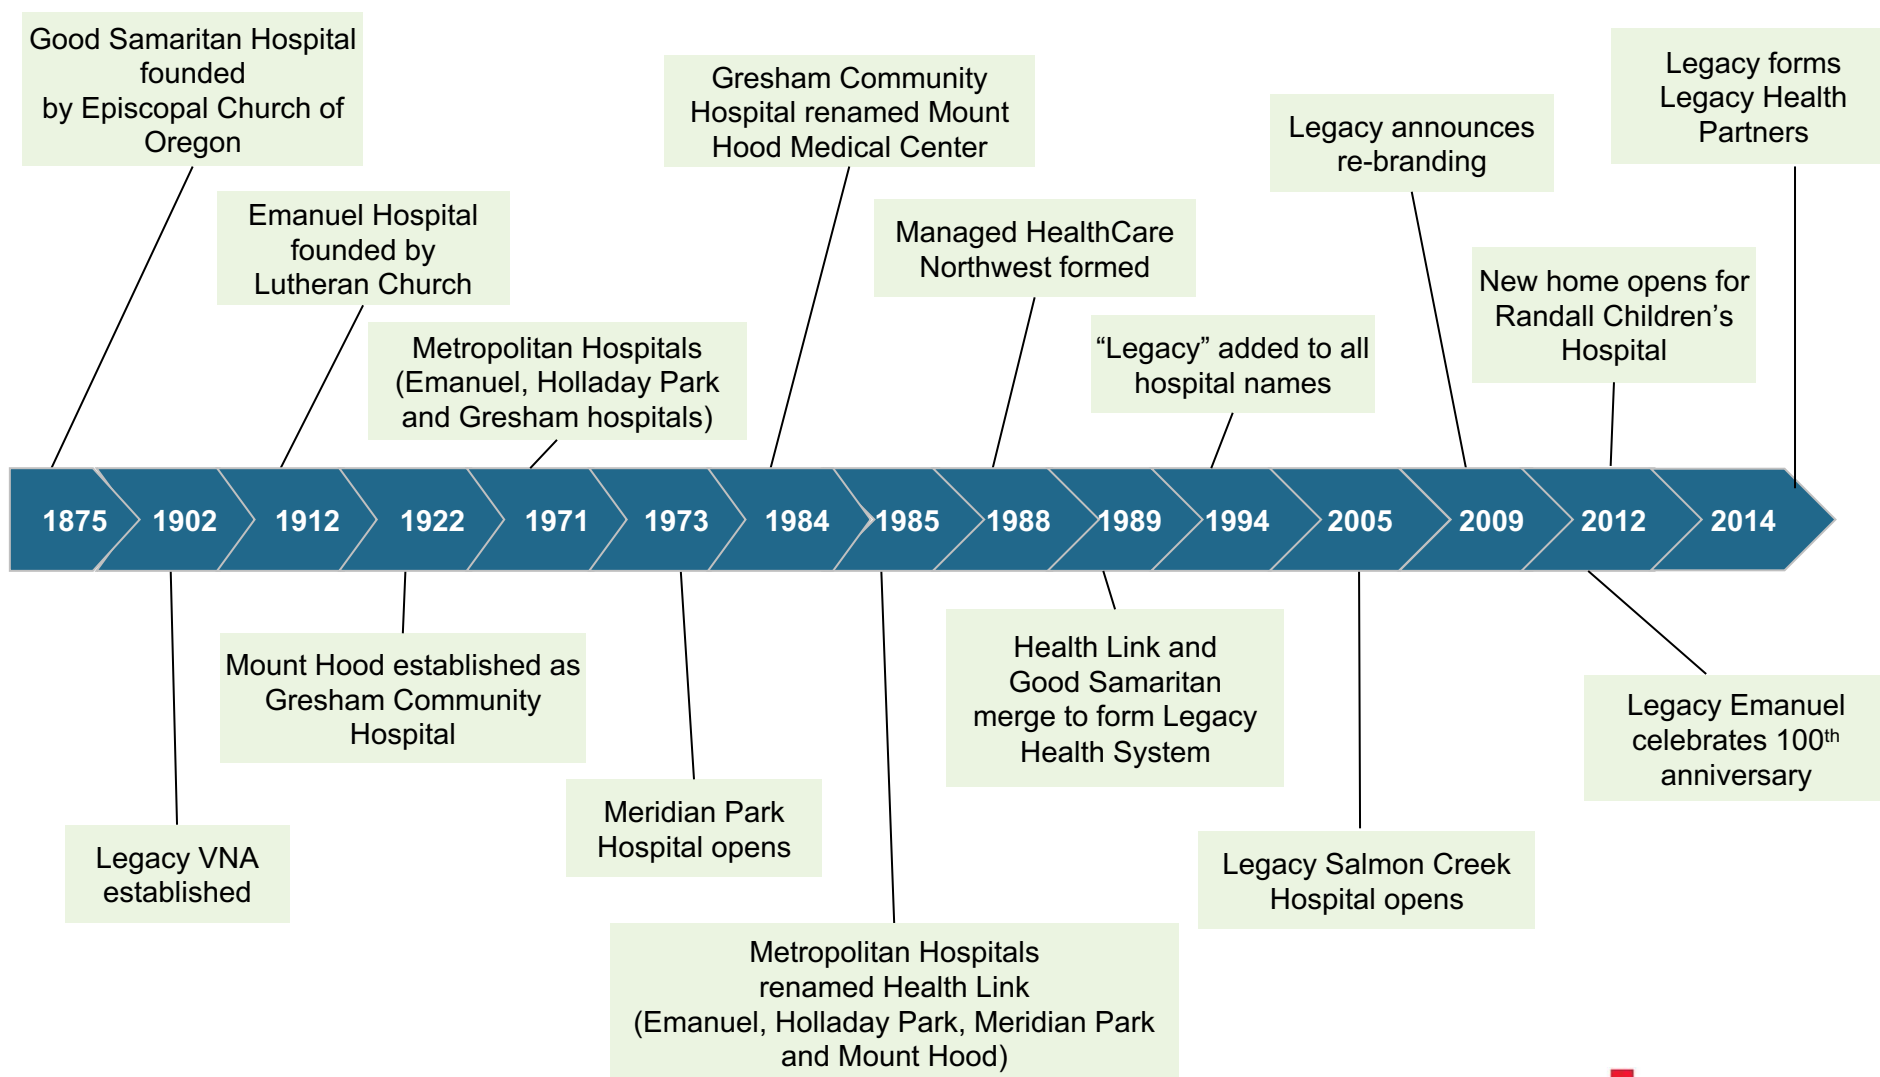 Good Samaritan Hospital
founded
by Episcopal Church of
Oregon
Emanuel Hospital
founded by
Lutheran Church
Metropolitan Hospitals
(Emanuel, Holladay Park
and Gresham hospitals)
Gresham Community
Hospital renamed Mount
Hood Medical Center
Managed HealthCare
Northwest formed
“Legacy” added to all
hospital names
Legacy announces
re-branding
New home opens for
Randall Children’s
Hospital
Legacy forms
Legacy Health
Partners
1875 1902 1912 1922 1971 1973 1984 1985 1988 1989 1994 2005 2009 2012 2014
Legacy VNA
established
Mount Hood established as
Gresham Community
Hospital
Meridian Park
Hospital opens
Metropolitan Hospitals
renamed Health Link
(Emanuel, Holladay Park, Meridian Park
and Mount Hood)
Health Link and
Good Samaritan
merge to form Legacy
Health System
Legacy Salmon Creek
Hospital opens
Legacy Emanuel
celebrates 100th
anniversary